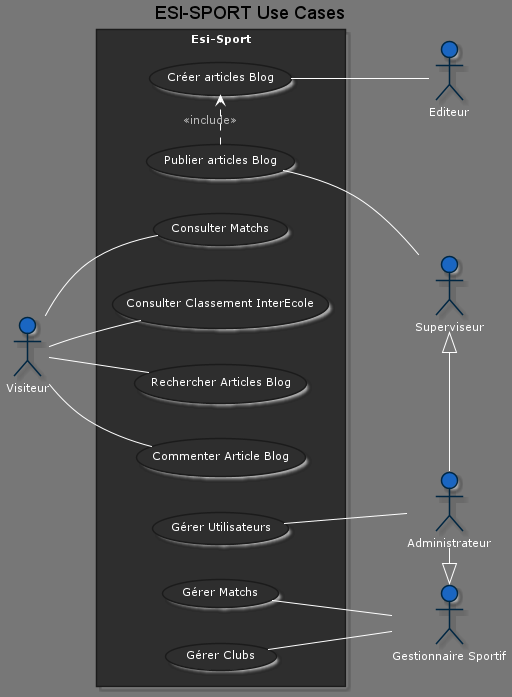 ESI-SPORT Use Cases
Esi-Sport
Créer articles Blog
Editeur
«include»
Publier articles Blog
Consulter Matchs
Consulter Classement InterEcole
Superviseur
Visiteur
Rechercher Articles Blog
Commenter Article Blog
Gérer Utilisateurs
Administrateur
Gérer Matchs
Gérer Clubs
Gestionnaire Sportif